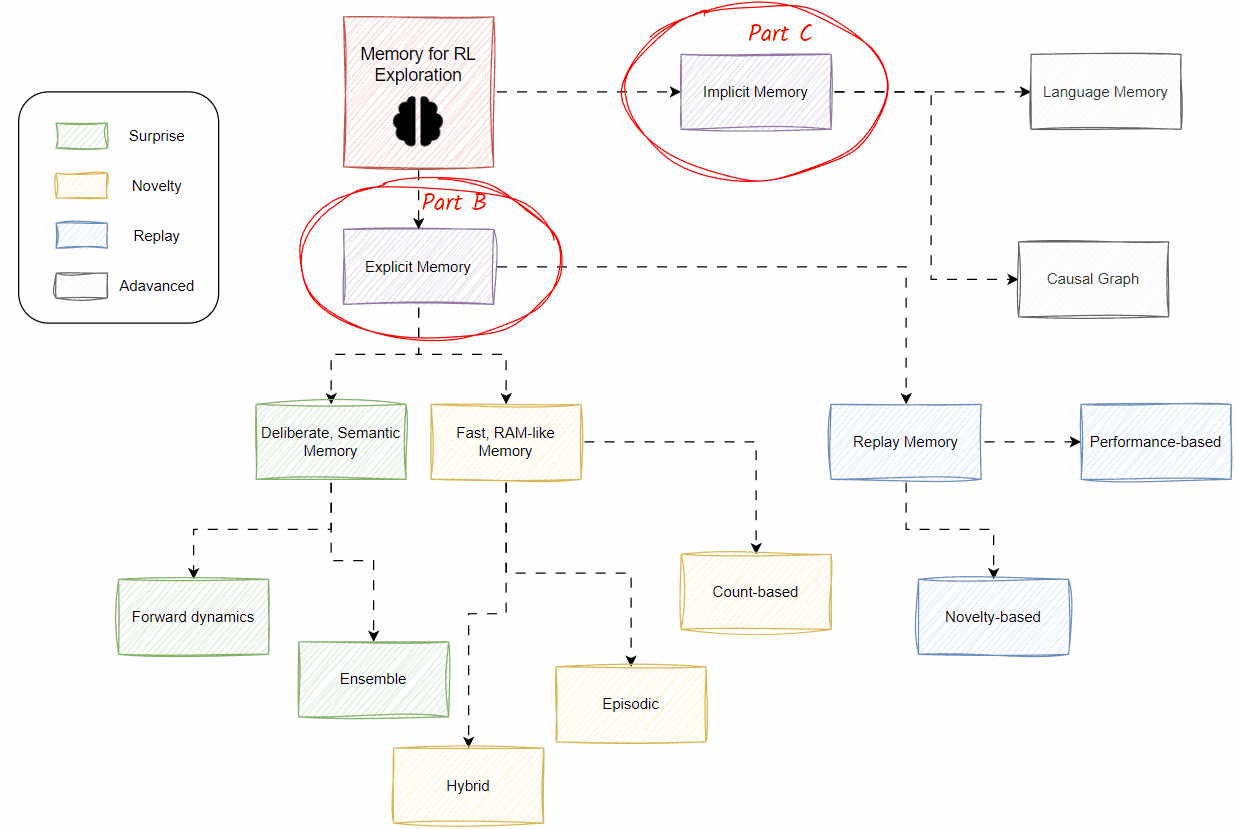 Memory for RL
Exploration
Part C
Implicit Memory
Language Memory
Surprise
Novelty
Replay
Adavanced
Part B
Explicit Memory
Causal Graph
Deliberate, Semantic
Memory
Fast, RAM-like
Memory
Replay Memory
Performance-based
Forward dynamics
Ensemble
Hybrid
Episodic
Count-based
Novelty-based